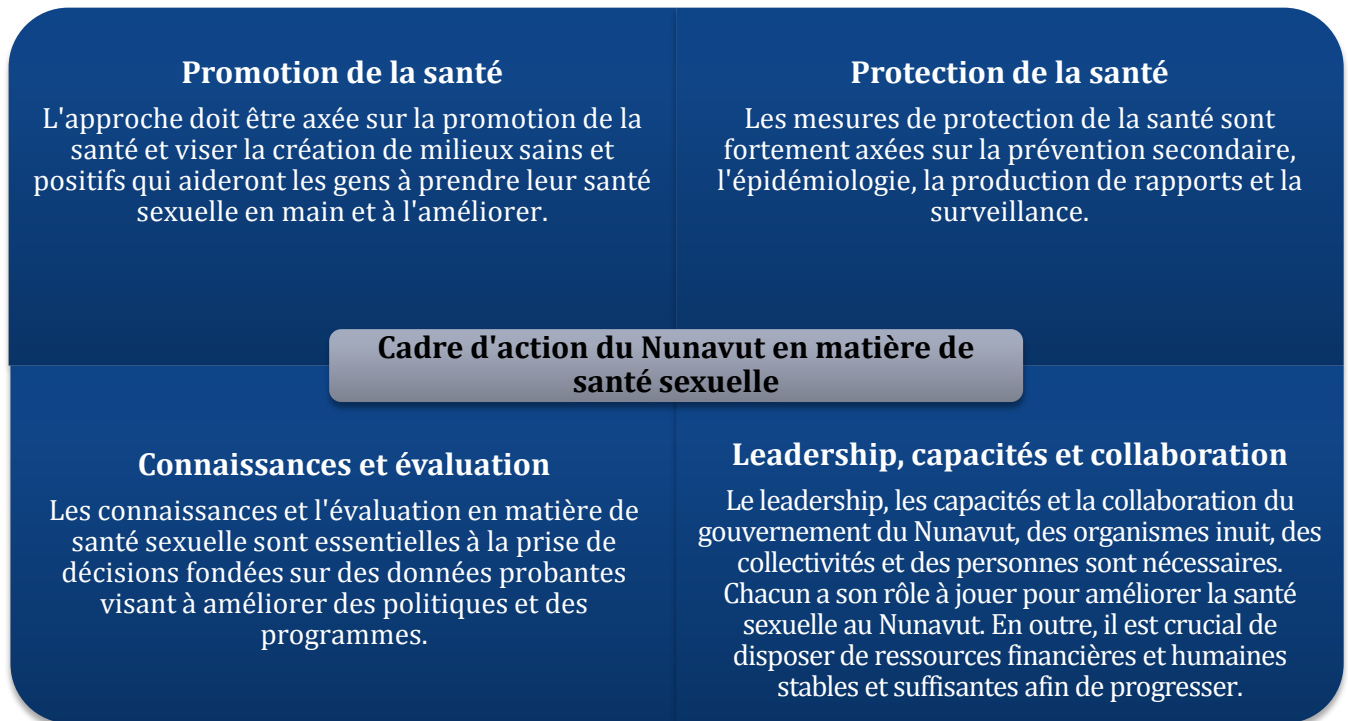 Promotion de la santé
L'approche doit être axée sur la promotion de la
santé et viser la création de milieux sains et
positifs qui aideront les gens à prendre leur santé
sexuelle en main et à l'améliorer.
Protection de la santé
Les mesures de protection de la santé sont
fortement axées sur la prévention secondaire,
l'épidémiologie, la production de rapports et la
surveillance.
Cadre d'action du Nunavut en matière de
santé sexuelle
Connaissances et évaluation
Les connaissances et l'évaluation en matière de
santé sexuelle sont essentielles à la prise de
décisions fondées sur des données probantes
visant à améliorer des politiques et des
programmes.
Leadership, capacités et collaboration
Le leadership, les capacités et la collaboration du
gouvernement du Nunavut, des organismes inuit, des
collectivités et des personnes sont nécessaires.
Chacun a son rôle à jouer pour améliorer la santé
sexuelle au Nunavut. En outre, il est crucial de
disposer de ressources financières et humaines
stables et suffisantes afin de progresser.